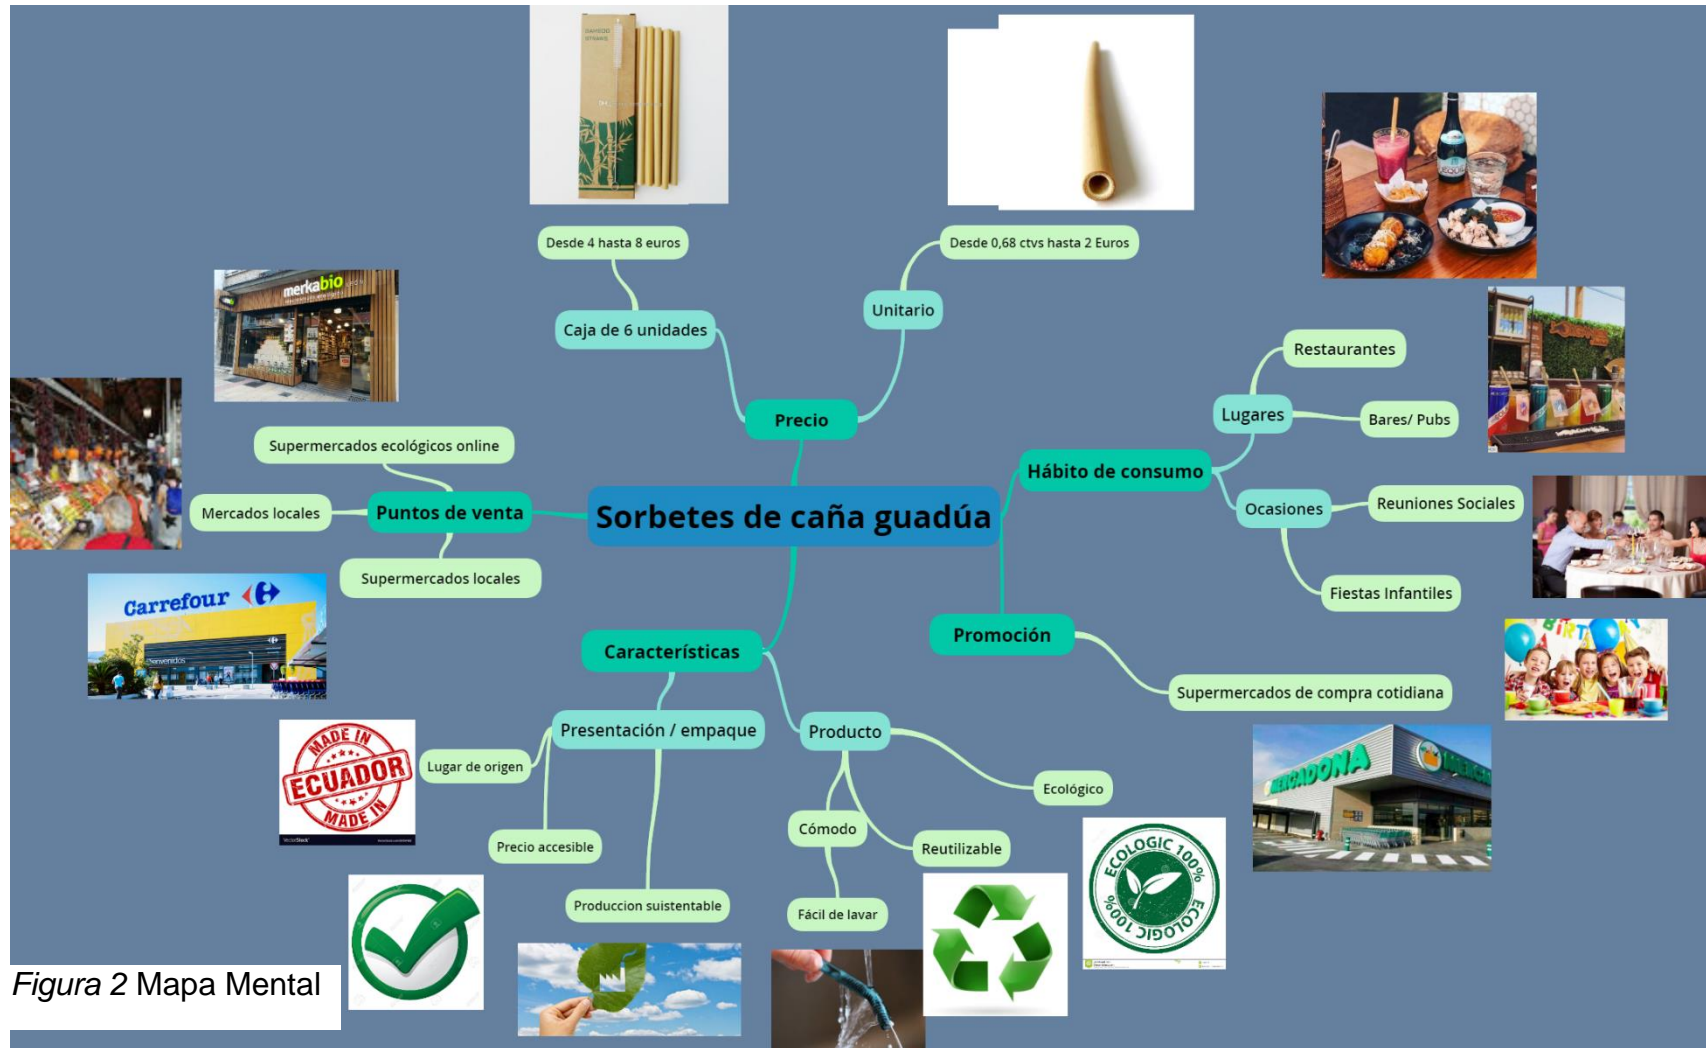 BAMBOO
STRAWS
Desde 4 hasta 8 euros
Desde 0,68 ctvs hasta 2 Euros
merkabio
Caja de 6 unidades
Unitario
Restaurantes
Precio
Lugares
Bares/ Pubs
Supermercados ecológicos online
Hábito de consumo
Mercados locales
Puntos de venta
Sorbetes de caña guadúa
Ocasiones
Reuniones Sociales
Supermercados locales
Fiestas Infantiles
Carrefour
Bienvenidos
Características
Promoción
BIRT
Supermercados de compra cotidiana
Presentación / empaque
Producto
MADE IN
ECUADOR
MADE IN
Lugar de origen
Ecológico
MERCADONA
Precio accesible
Cómodo
Reutilizable
ECOLOGIC 100%
ECOLOGIC 100%
Produccion suistentable
Fácil de lavar
Figura 2 Mapa Mental